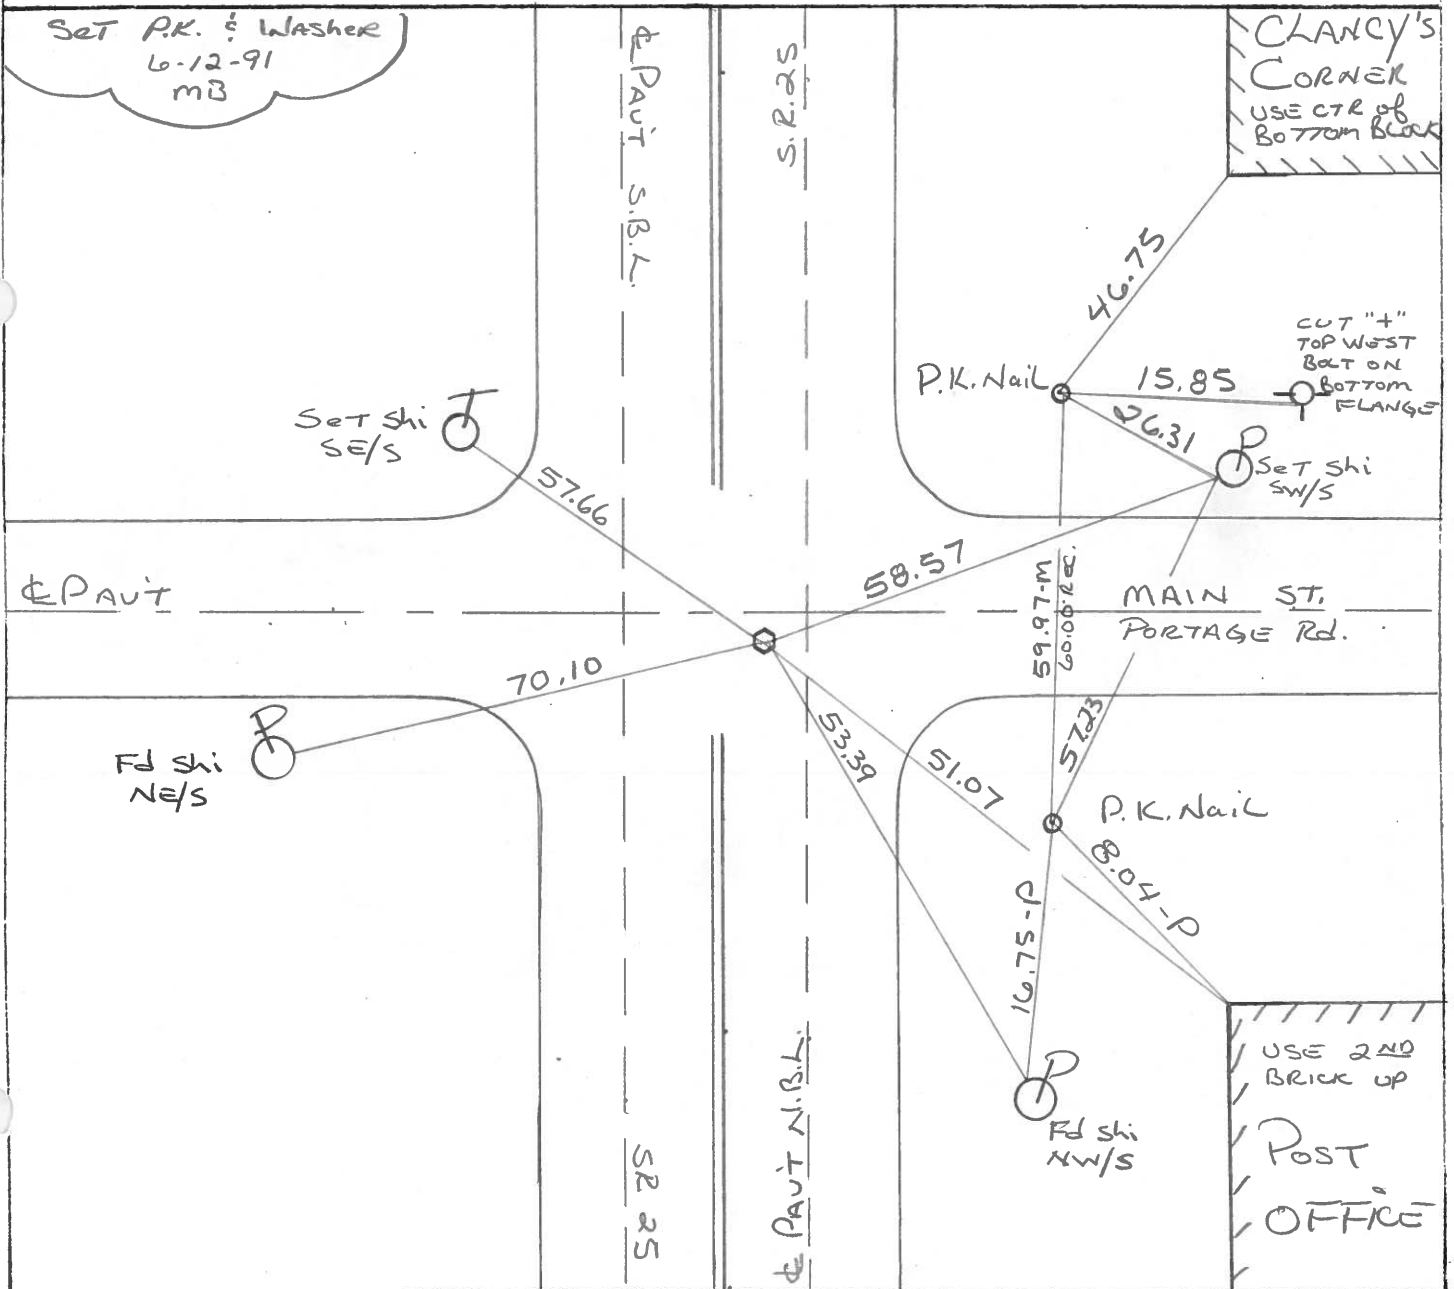 SET P.K. & WASHER
6-12-91
MB
℄ PAV'T S.B.L.
S.R. 25
CLANCY'S
CORNER
USE CTR of
BOTTOM BLOCK
46.75
CUT "+"
TOP WEST
BOLT ON
BOTTOM
FLANGE
P.K. Nail
15.85
26.31
Set Shi
SE/S
Set Shi
SW/S
57.66
58.57
℄ PAV'T
59.97-M
60.00 Rec.
MAIN ST.
PORTAGE Rd.
70.10
53.39
51.07
57.23
Fd Shi
NE/S
P.K. Nail
8.04-P
16.75-P
Fd Shi
NW/S
USE 2ND
BRICK UP
POST
OFFICE
SR 25
℄ PAV'T N.B.L.